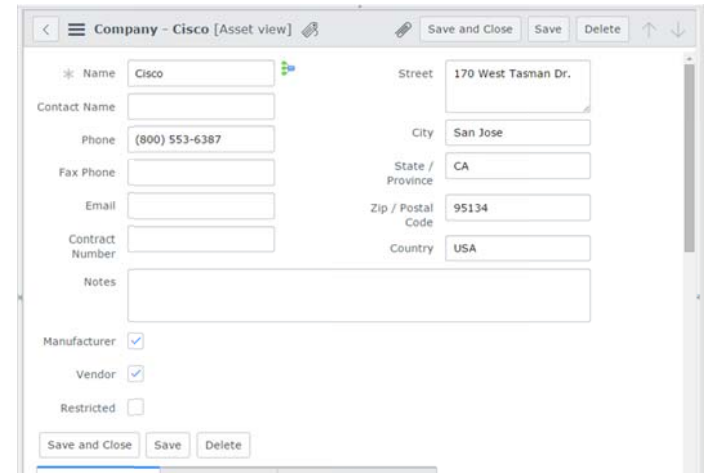 Company - Cisco [Asset view]
Save and Close
Save
Delete
Name
Cisco
Contact Name
Phone
(800) 553-6387
Fax Phone
Email
Contract
Number
Street
170 West Tasman Dr.
City
San Jose
State /
Province
CA
Zip / Postal
Code
95134
Country
USA
Notes
Manufacturer
Vendor
Restricted
Save and Close
Save
Delete